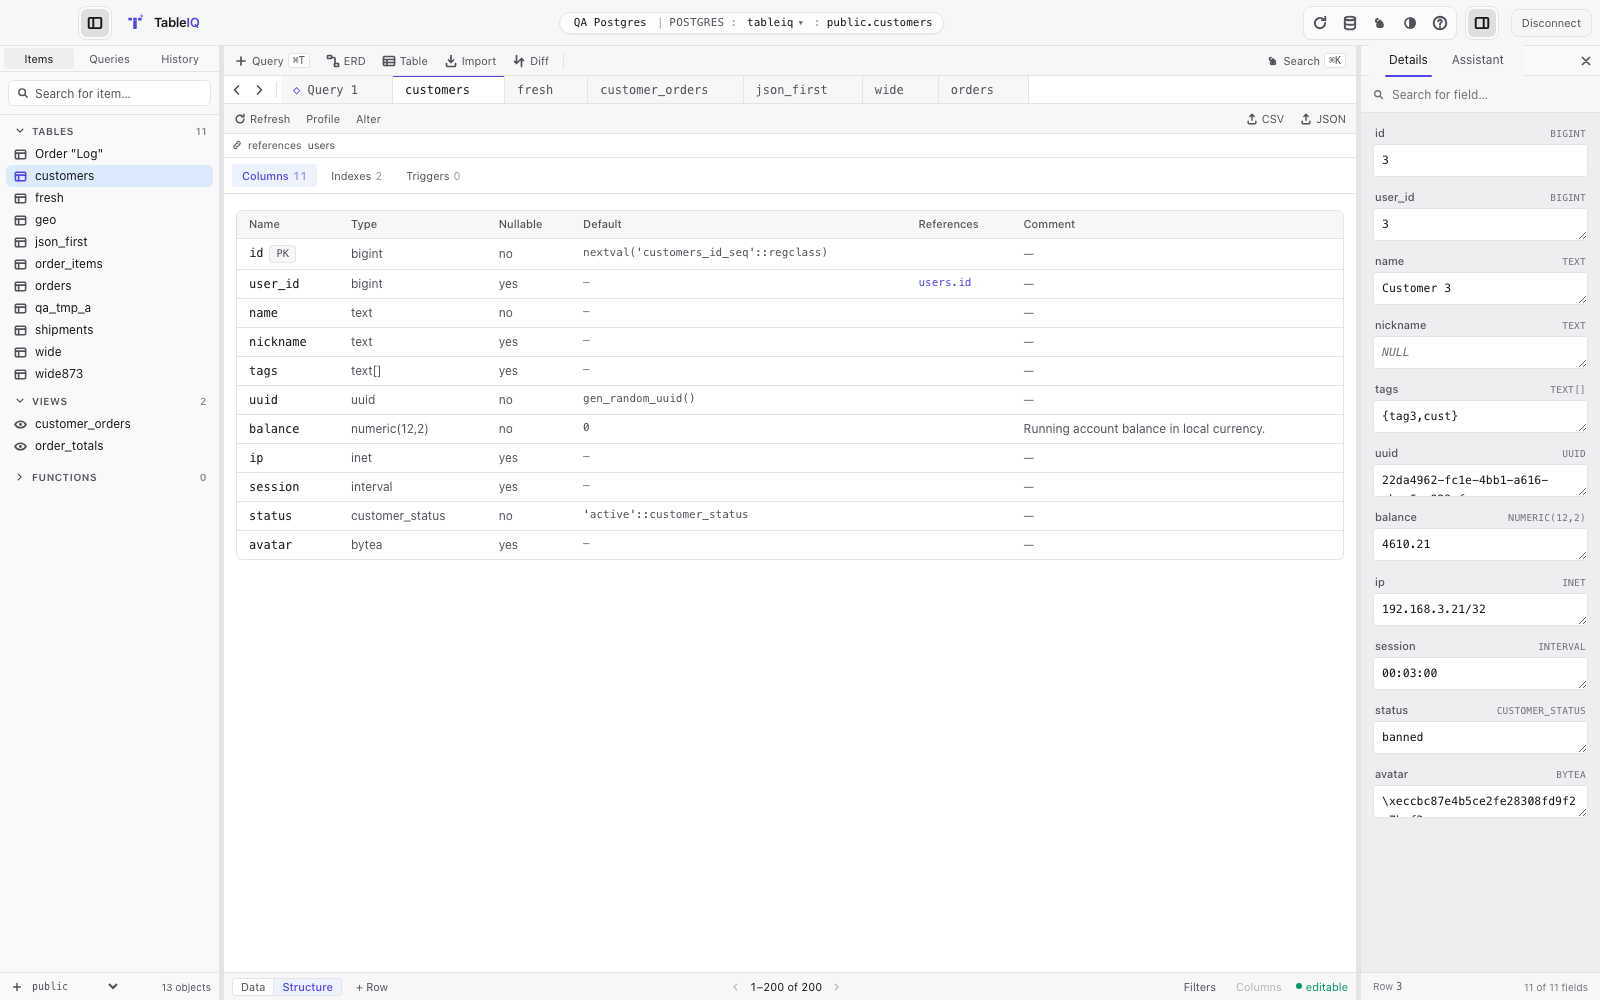 TableIQ
QA Postgres | POSTGRES : tableiq ▾ : public.customers
Disconnect
Items Queries History
Search for item...
TABLES 11
Order "Log"
customers
fresh
geo
json_first
order_items
orders
qa_tmp_a
shipments
wide
wide873
VIEWS 2
customer_orders
order_totals
FUNCTIONS 0
+ public 13 objects
+ Query ⌘T ERD Table Import Diff Search ⌘K
Query 1 customers fresh customer_orders json_first wide orders
Refresh Profile Alter CSV JSON
references users
Columns 11 Indexes 2 Triggers 0
Name Type Nullable Default References Comment
id PK bigint no nextval('customers_id_seq'::regclass) —
user_id bigint yes — users.id —
name text no — —
nickname text yes — —
tags text[] yes — —
uuid uuid no gen_random_uuid() —
balance numeric(12,2) no 0 Running account balance in local currency.
ip inet yes — —
session interval yes — —
status customer_status no 'active'::customer_status —
avatar bytea yes — —
Data Structure + Row 1–200 of 200 Filters Columns editable
Details Assistant
Search for field...
id BIGINT
3
user_id BIGINT
3
name TEXT
Customer 3
nickname TEXT
NULL
tags TEXT[]
{tag3,cust}
uuid UUID
22da4962-fc1e-4bb1-a616-
balance NUMERIC(12,2)
4610.21
ip INET
192.168.3.21/32
session INTERVAL
00:03:00
status CUSTOMER_STATUS
banned
avatar BYTEA
\xeccbc87e4b5ce2fe28308fd9f2
Row 3 11 of 11 fields